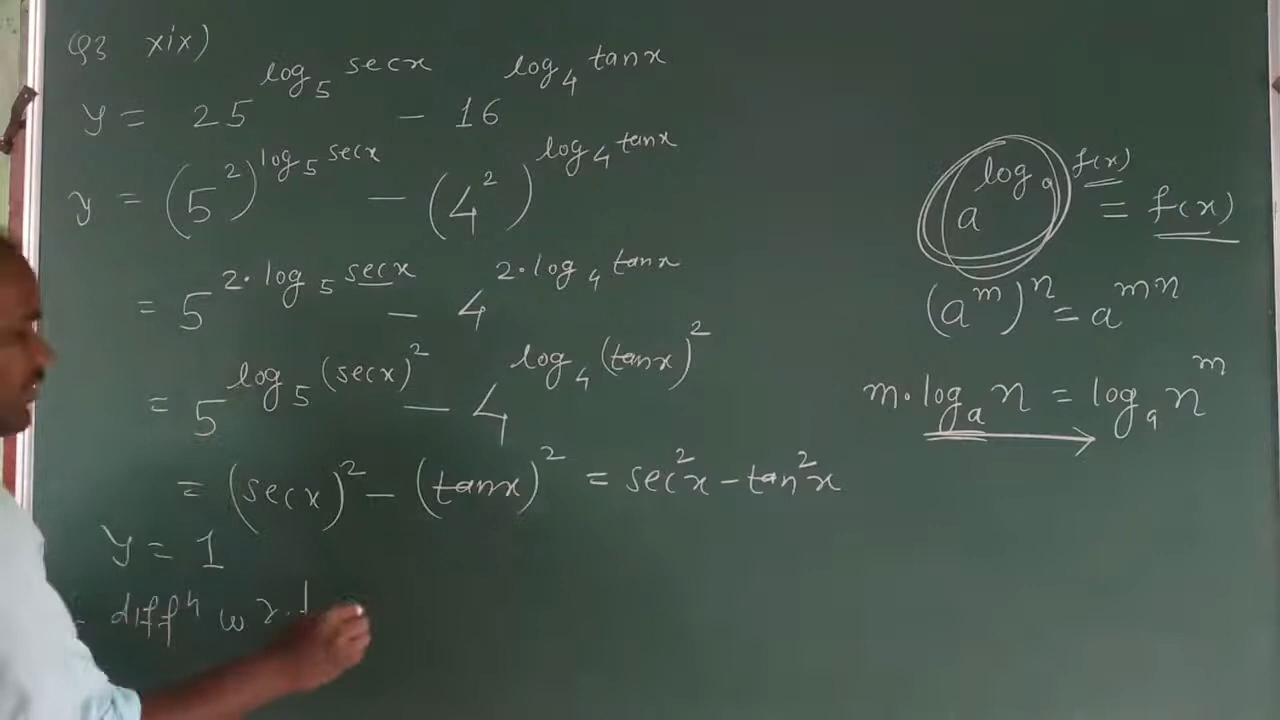 Q3 xix)
y = 25^{log_5 secx} - 16^{log_4 tanx}
y = (5^2)^{log_5 secx} - (4^2)^{log_4 tanx}
= 5^{2·log_5 secx} - 4^{2·log_4 tanx}
= 5^{log_5 (secx)^2} - 4^{log_4 (tanx)^2}
= (secx)^2 - (tanx)^2 = sec^2x - tan^2x
y = 1
diff^n w r.t
a^{log_a f(x)} = f(x)
(a^m)^n = a^{mn}
m·log_a n = log_a n^m